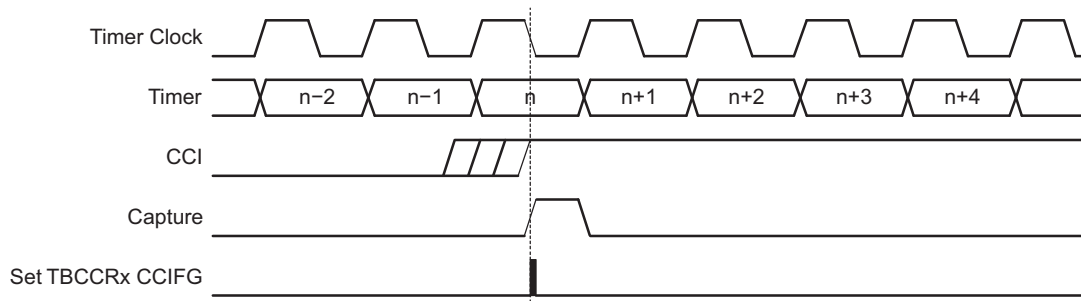 Timer Clock
Timer n−2 n−1 n n+1 n+2 n+3 n+4
CCI
Capture
Set TBCCRx CCIFG